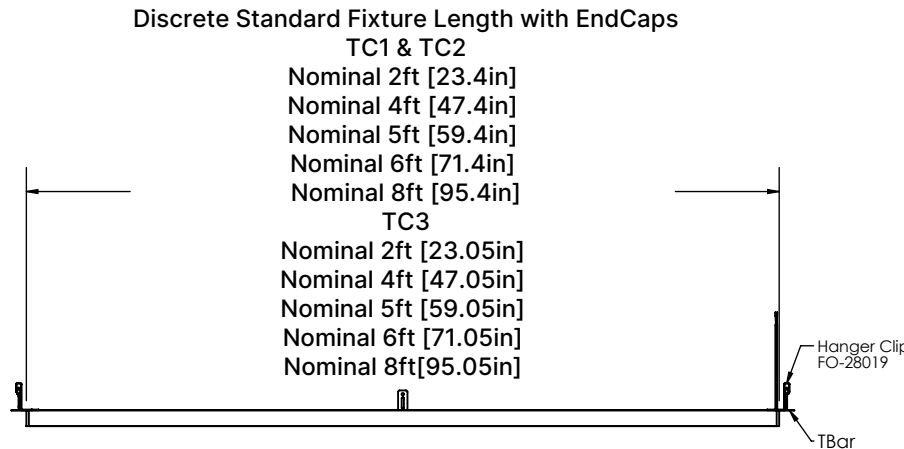 Discrete Standard Fixture Length with EndCaps
TC1 & TC2
Nominal 2ft [23.4in]
Nominal 4ft [47.4in]
Nominal 5ft [59.4in]
Nominal 6ft [71.4in]
Nominal 8ft [95.4in]
TC3
Nominal 2ft [23.05in]
Nominal 4ft [47.05in]
Nominal 5ft [59.05in]
Nominal 6ft [71.05in]
Nominal 8ft[95.05in]
Hanger Clip
FO-28019
TBar